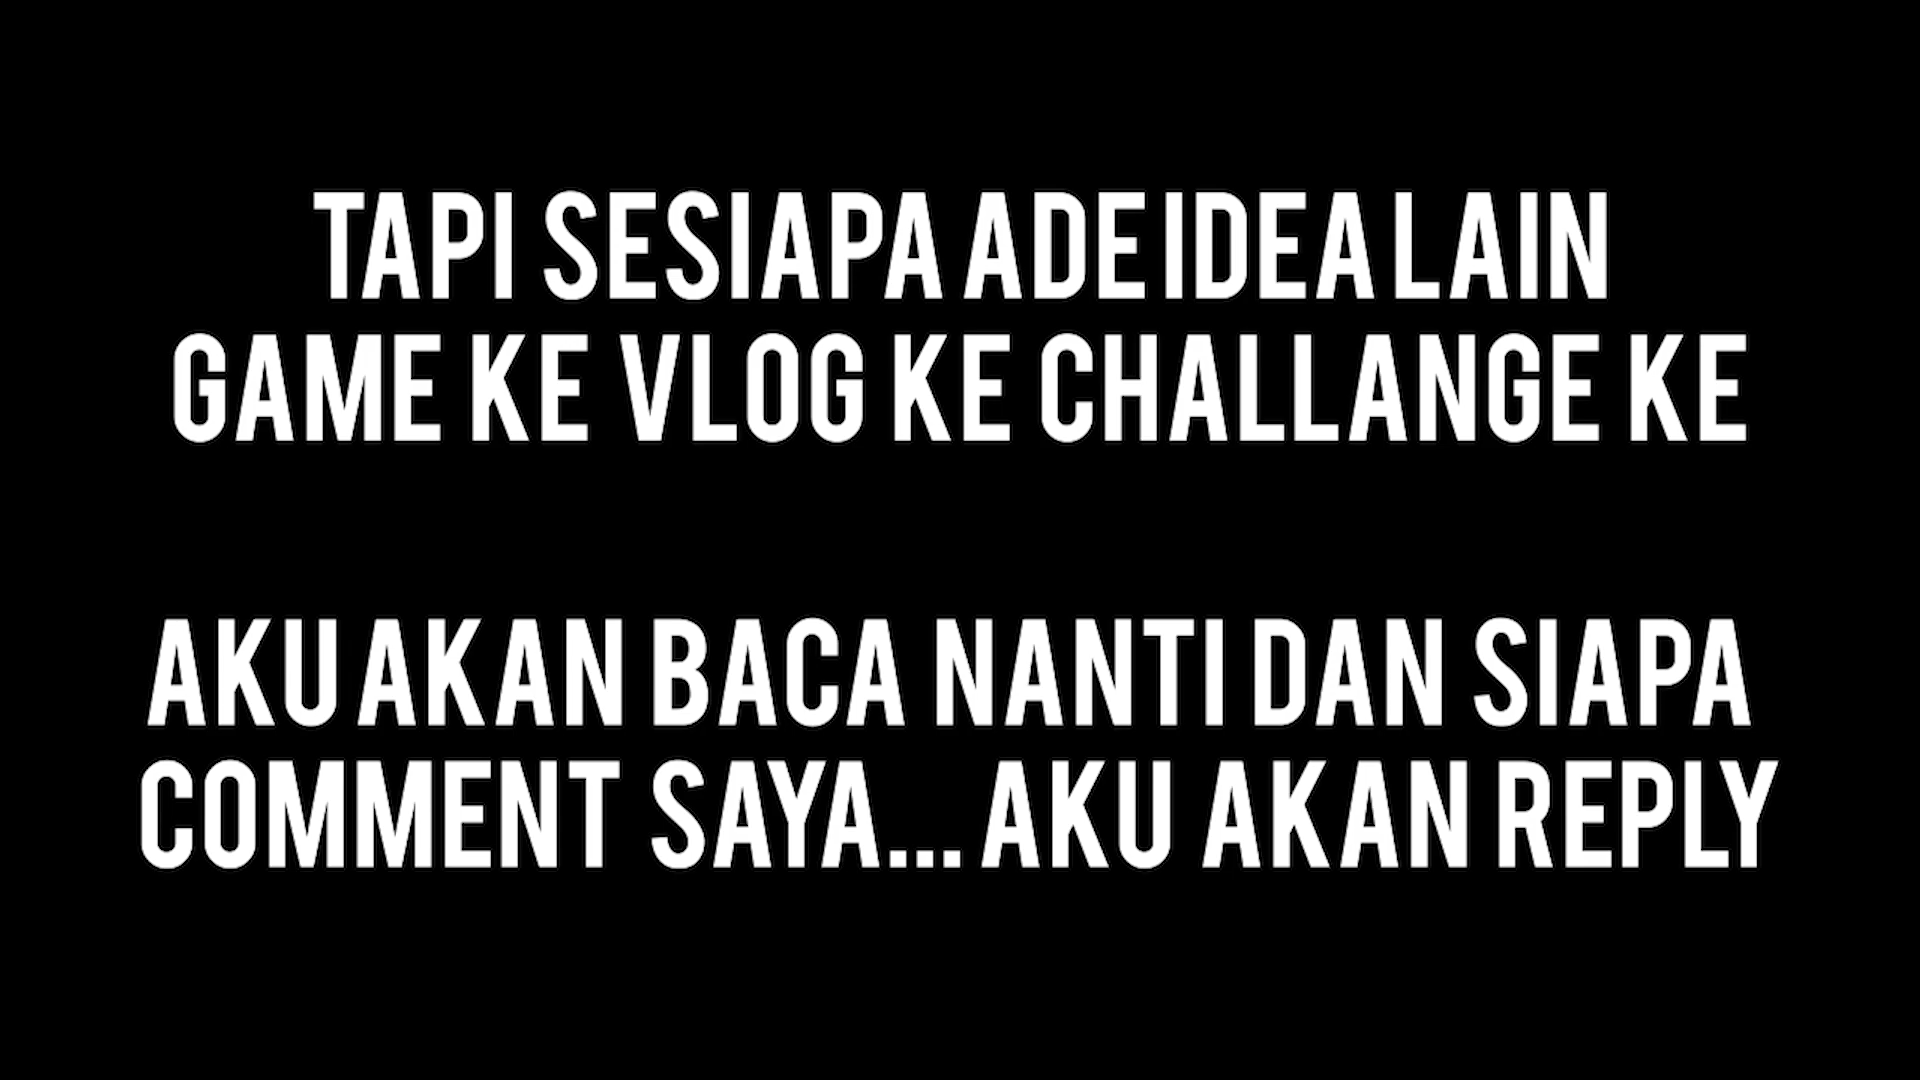 TAPI SESIAPA ADE IDEA LAIN
GAME KE VLOG KE CHALLANGE KE
AKU AKAN BACA NANTI DAN SIAPA
COMMENT SAYA... AKU AKAN REPLY